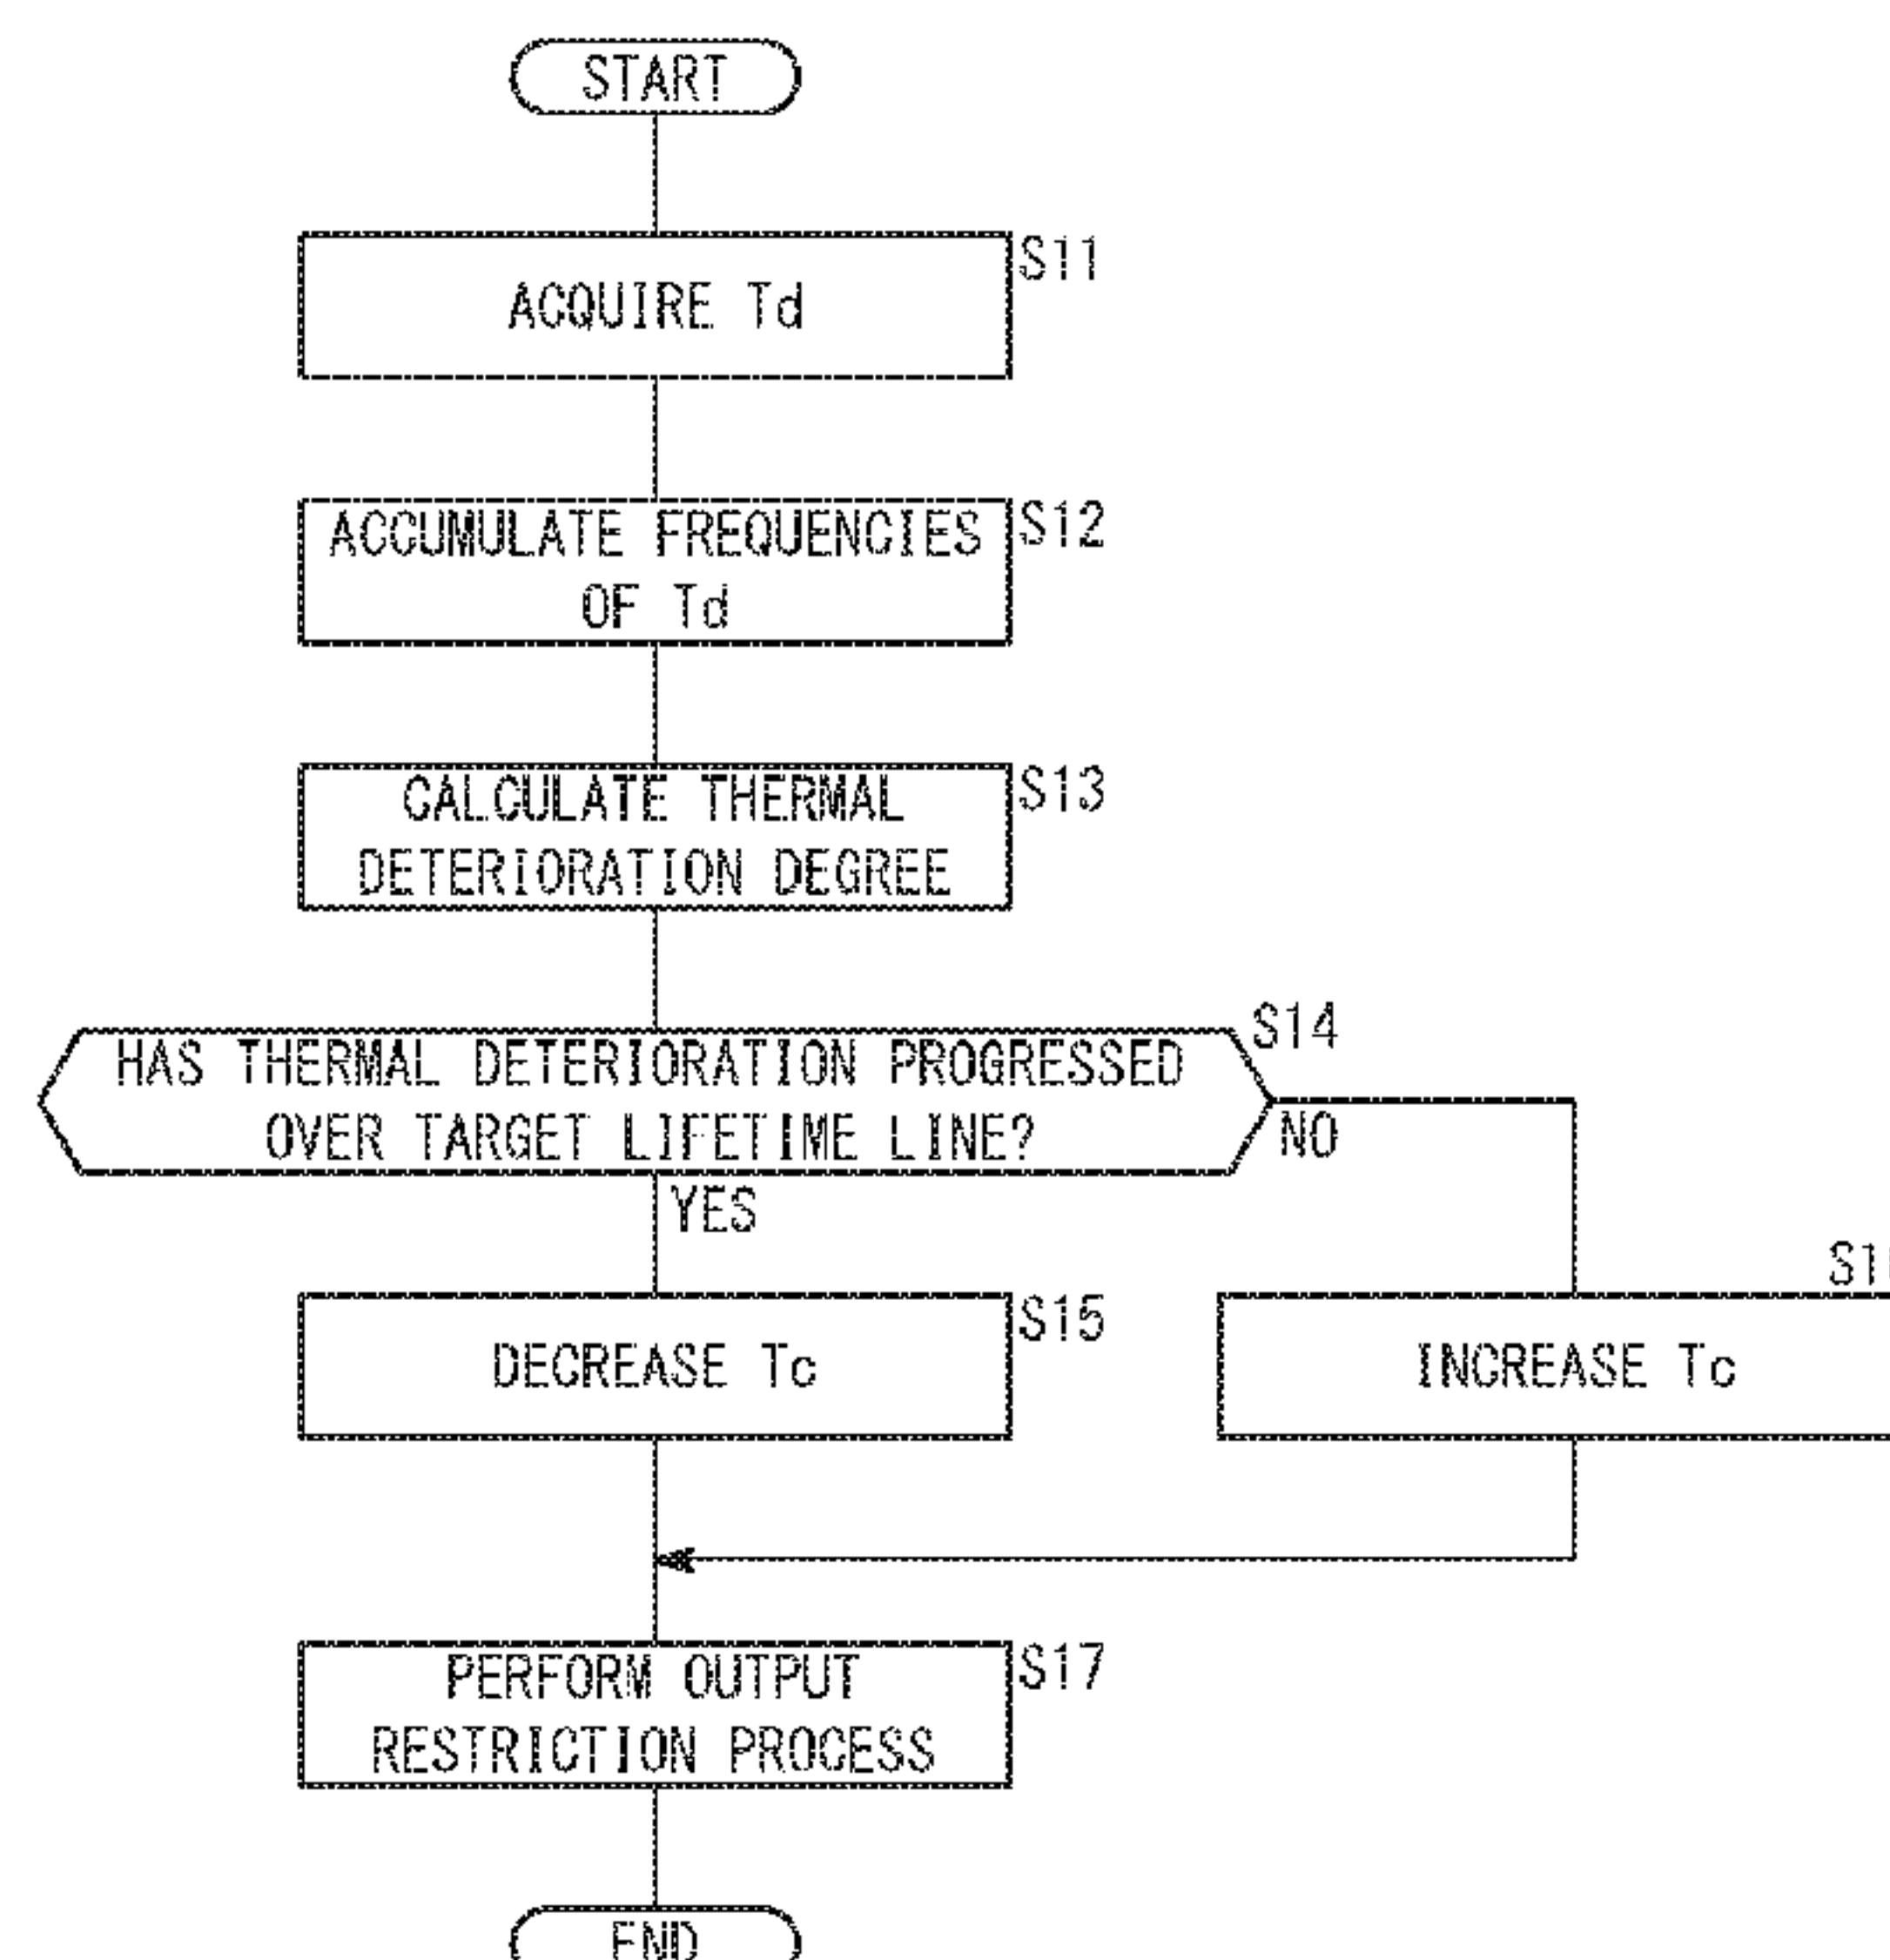 START
S11
ACQUIRE Td
S12
ACCUMULATE FREQUENCIES
OF Td
S13
CALCULATE THERMAL
DETERIORATION DEGREE
S14
HAS THERMAL DETERIORATION PROGRESSED
OVER TARGET LIFETIME LINE?
NO
YES
S15
DECREASE Tc
INCREASE Tc
S17
PERFORM OUTPUT
RESTRICTION PROCESS
END